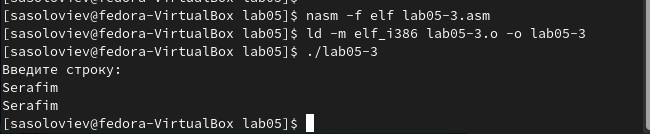 [sasoloviev@fedora-VirtualBox lab05]$ nasm -f elf lab05-3.asm
[sasoloviev@fedora-VirtualBox lab05]$ ld -m elf_i386 lab05-3.o -o lab05-3
[sasoloviev@fedora-VirtualBox lab05]$ ./lab05-3
Введите строку:
Serafim
Serafim
[sasoloviev@fedora-VirtualBox lab05]$